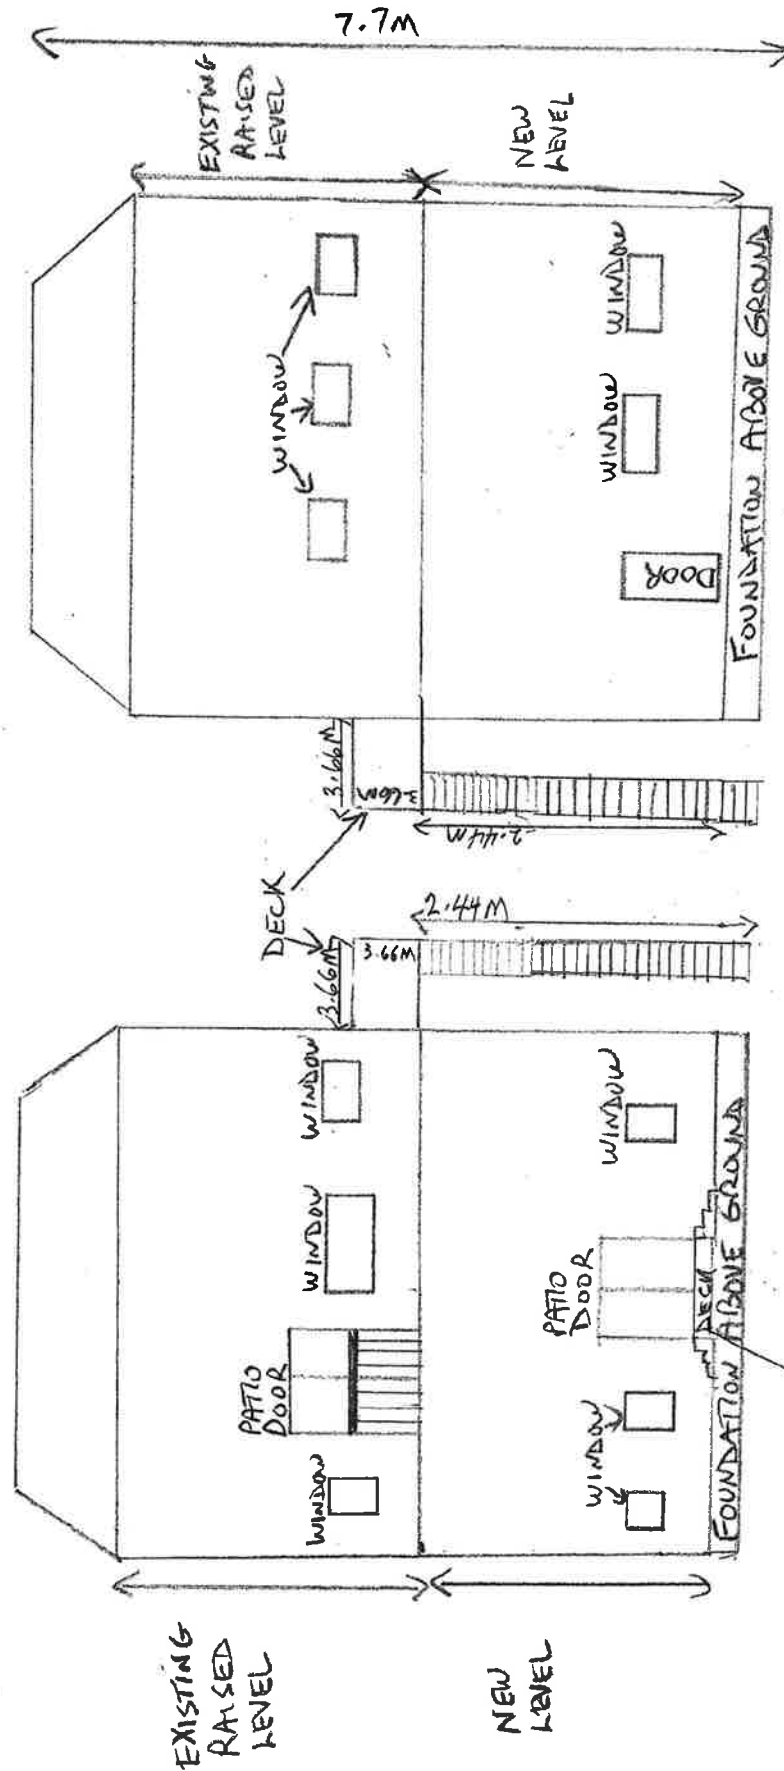 7.7M
EXISTING
RAISED
LEVEL
NEW
LEVEL
WINDOW
WINDOW
WINDOW
DOOR
FOUNDATION ABOVE GROUND
3.66M
3.66M
2.44M
DECK
3.66M
3.66M
2.44M
WINDOW
WINDOW
PATIO
DOOR
WINDOW
WINDOW
PATIO
DOOR
DECK
WINDOW
FOUNDATION ABOVE GROUND
EXISTING
RAISED
LEVEL
NEW
LEVEL